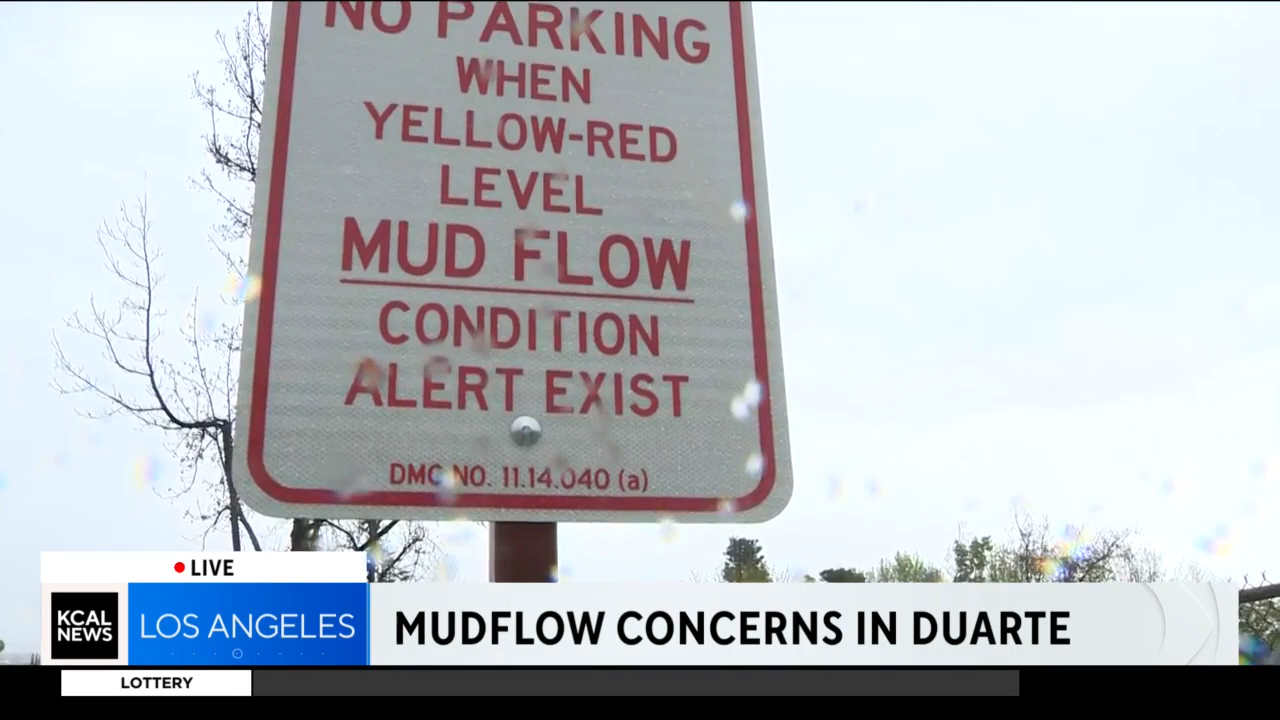 NO PARKING
WHEN
YELLOW-RED
LEVEL
MUD FLOW
CONDITION
ALERT EXIST
DMC NO. 11.14.040 (a)
LIVE
KCAL
NEWS
LOS ANGELES
MUDFLOW CONCERNS IN DUARTE
LOTTERY